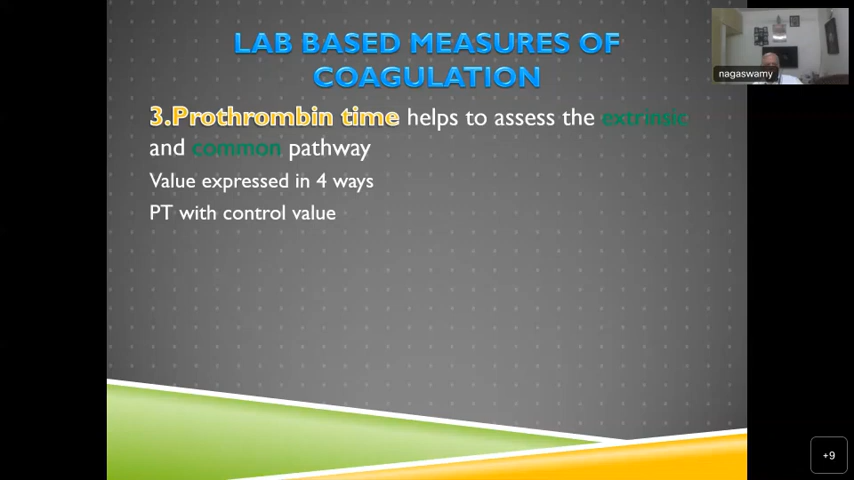 LAB BASED MEASURES OF
COAGULATION
3.Prothrombin time helps to assess the extrinsic
and common pathway
Value expressed in 4 ways
PT with control value
nagaswamy
+9